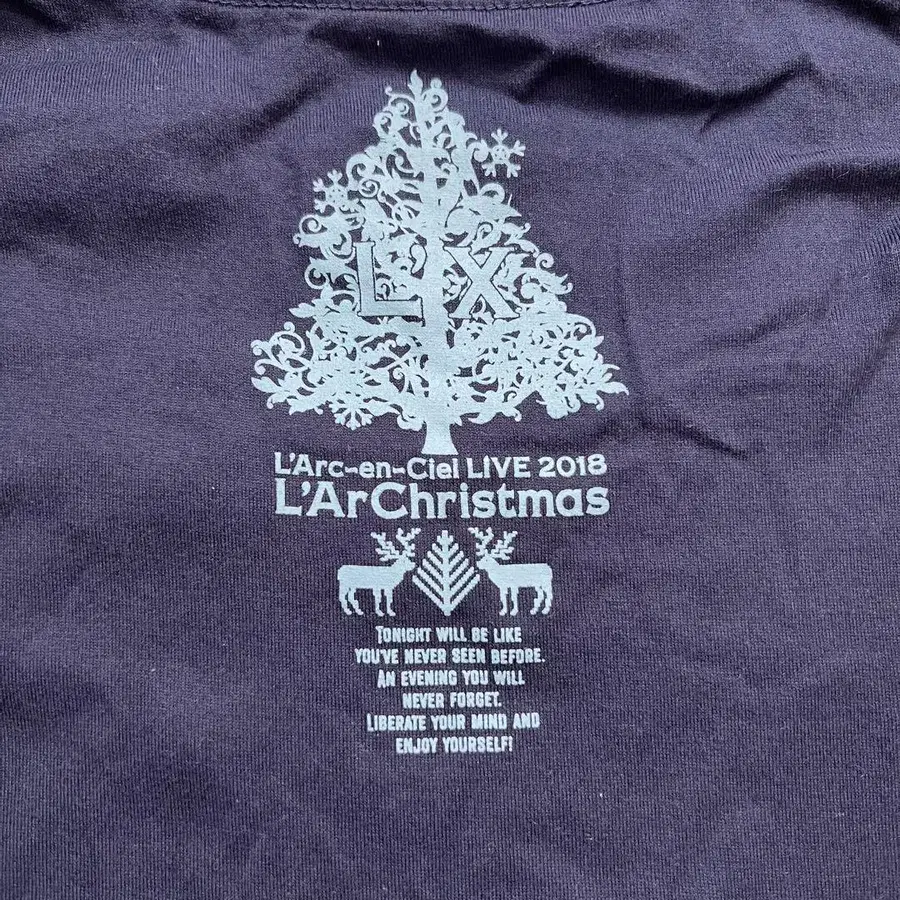 L X
L'Arc-en-Ciel LIVE 2018
L'ArChristmas
TONIGHT WILL BE LIKE
YOU'VE NEVER SEEN BEFORE.
AN EVENING YOU WILL
NEVER FORGET.
LIBERATE YOUR MIND AND
ENJOY YOURSELF!